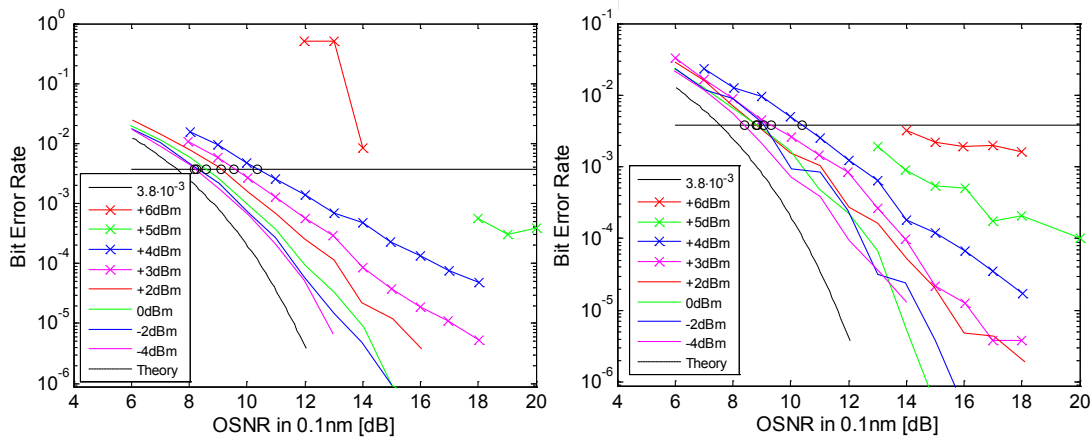 10^0
10^-1
10^-2
10^-3
10^-4
10^-5
10^-6
Bit Error Rate
3.8·10^-3
+6dBm
+5dBm
+4dBm
+3dBm
+2dBm
0dBm
-2dBm
-4dBm
Theory
4 6 8 10 12 14 16 18 20
OSNR in 0.1nm [dB]
10^-1
10^-2
10^-3
10^-4
10^-5
10^-6
Bit Error Rate
3.8·10^-3
+6dBm
+5dBm
+4dBm
+3dBm
+2dBm
0dBm
-2dBm
-4dBm
Theory
4 6 8 10 12 14 16 18 20
OSNR in 0.1nm [dB]